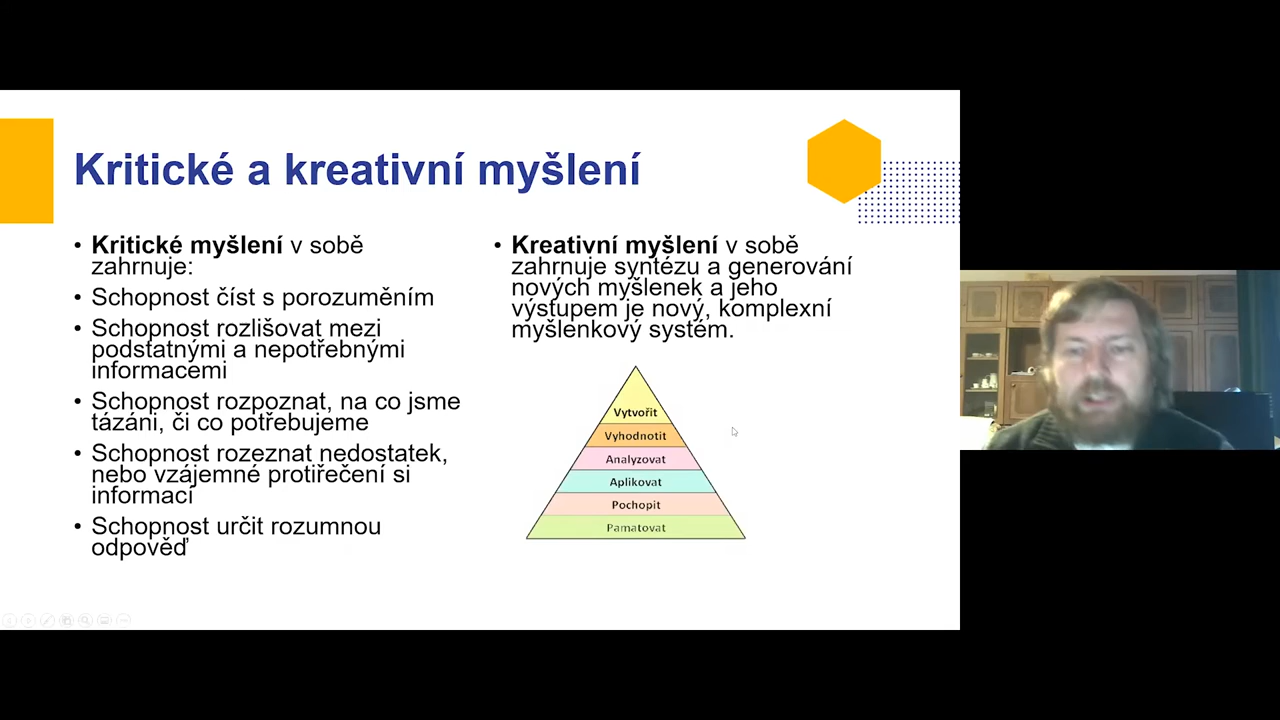 Kritické a kreativní myšlení
• Kritické myšlení v sobě
zahrnuje:
• Schopnost číst s porozuměním
• Schopnost rozlišovat mezi
podstatnými a nepotřebnými
informacemi
• Schopnost rozpoznat, na co jsme
tázáni, či co potřebujeme
• Schopnost rozeznat nedostatek,
nebo vzájemné protiřečení si
informací
• Schopnost určit rozumnou
odpověď
• Kreativní myšlení v sobě
zahrnuje syntézu a generování
nových myšlenek a jeho
výstupem je nový, komplexní
myšlenkový systém.
Vytvořit
Vyhodnotit
Analyzovat
Aplikovat
Pochopit
Pamatovat